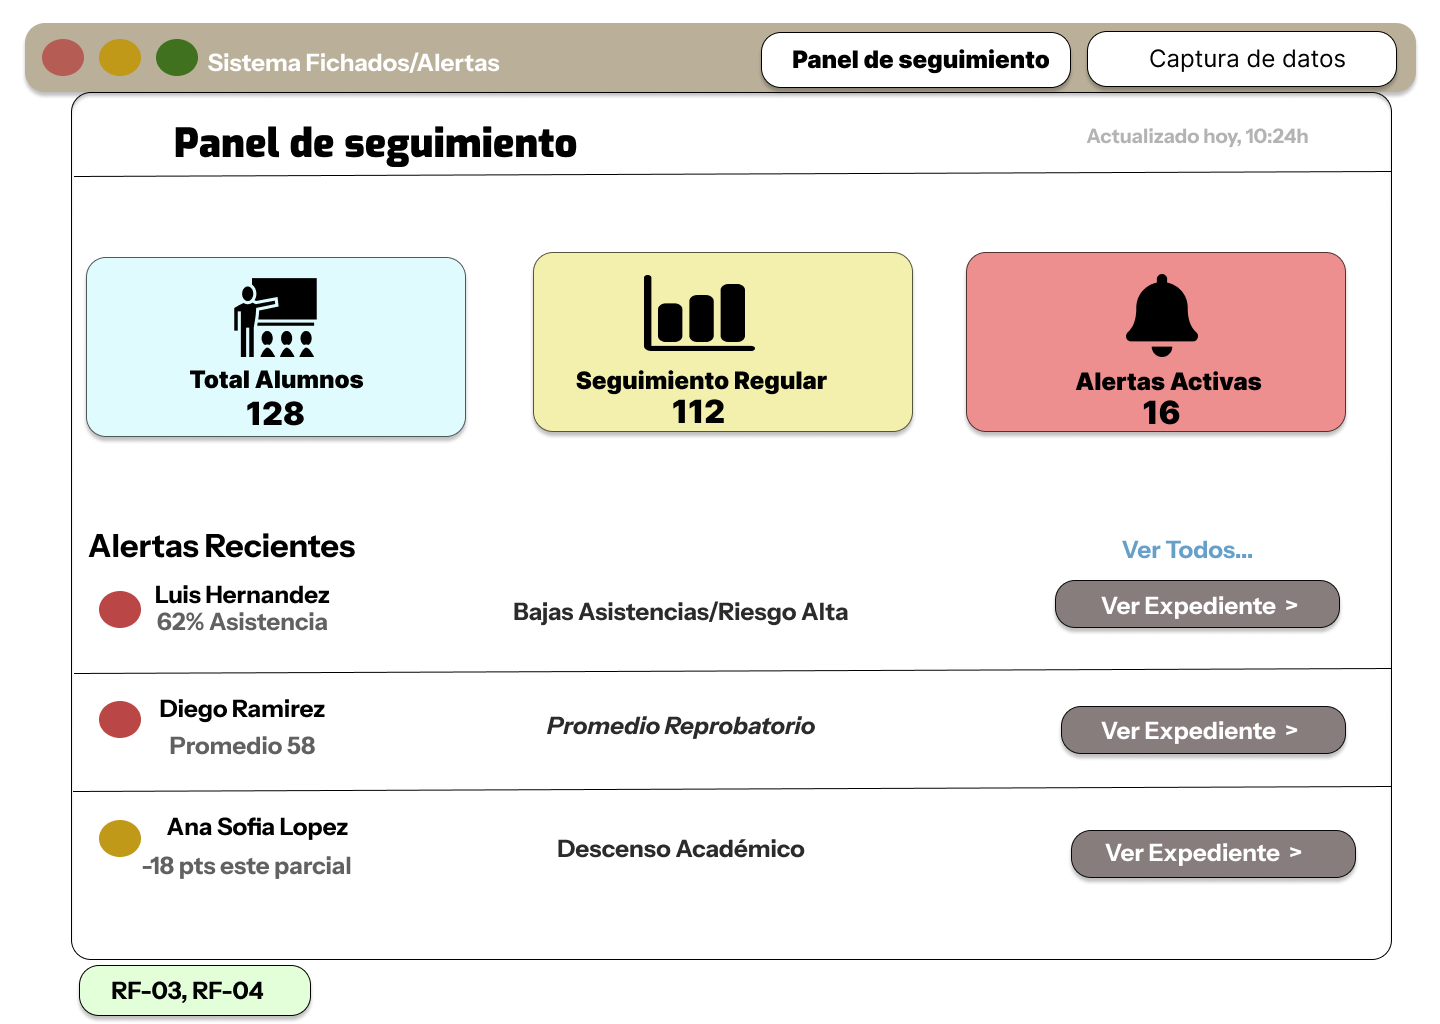 Sistema Fichados/Alertas
Panel de seguimiento
Captura de datos
Panel de seguimiento
Actualizado hoy, 10:24h
Total Alumnos
128
Seguimiento Regular
112
Alertas Activas
16
Alertas Recientes
Ver Todos...
Luis Hernandez
62% Asistencia
Bajas Asistencias/Riesgo Alta
Ver Expediente >
Diego Ramirez
Promedio 58
Promedio Reprobatorio
Ver Expediente >
Ana Sofia Lopez
-18 pts este parcial
Descenso Académico
Ver Expediente >
RF-03, RF-04